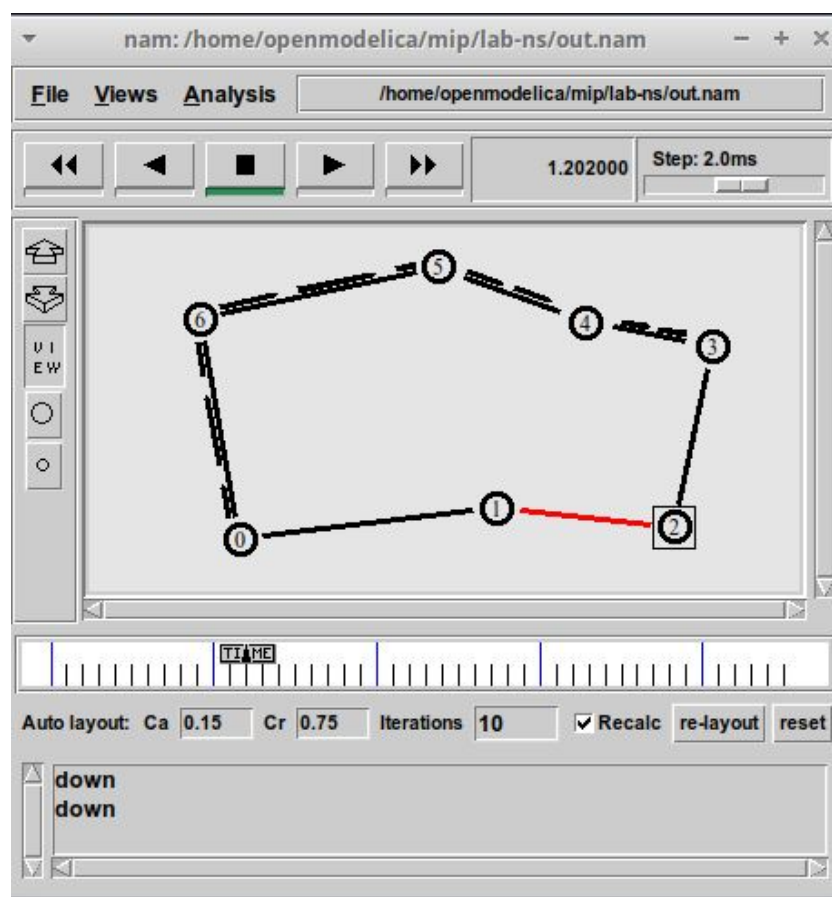 nam: /home/openmodelica/mip/lab-ns/out.nam
File Views Analysis /home/openmodelica/mip/lab-ns/out.nam
1.202000 Step: 2.0ms
5
6 4
3
V I
E W
1
2
0
TIME
Auto layout: Ca 0.15 Cr 0.75 Iterations 10 Recalc re-layout reset
down
down